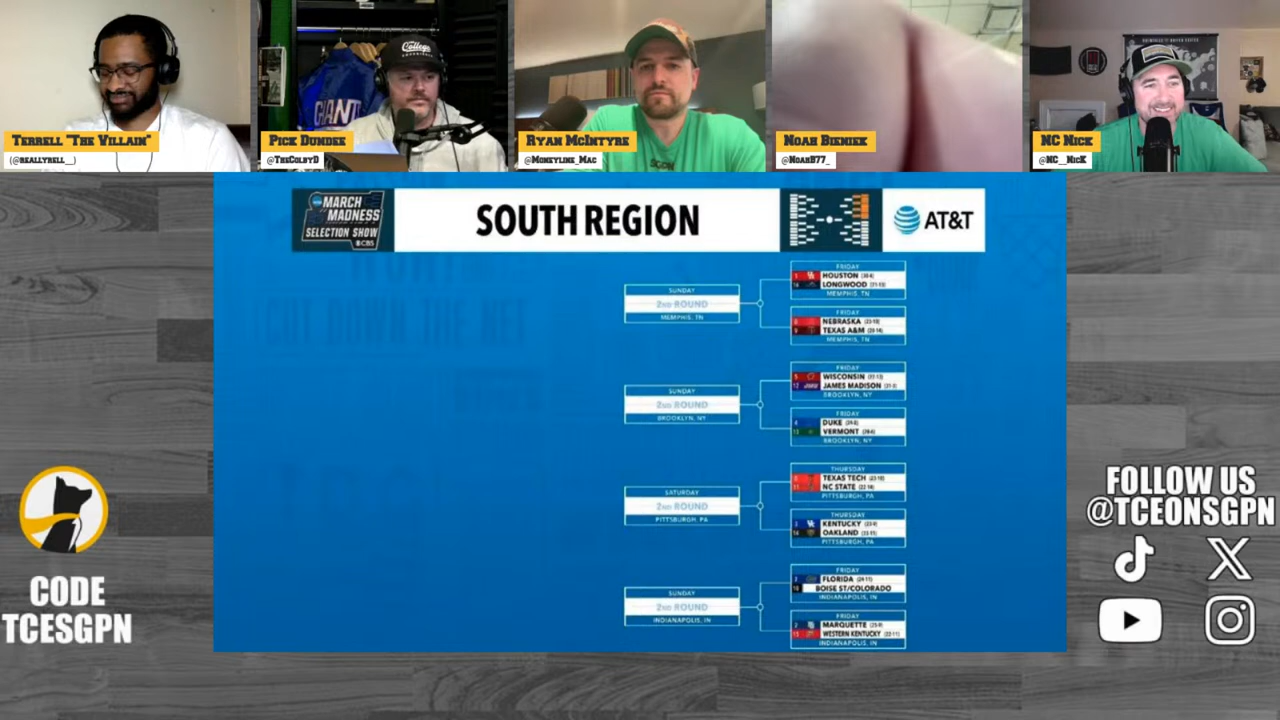 College
GIANT
TERRELL "THE VILLAIN"
(@REALLYRELL__)
PICK DUNDEE
@THECOLBYD
RYAN MCINTYRE
@MONEYLINE_MAC
NOAH BIENIEK
@NOAHB77_
NC NICK
@NC__NICK
MARCH
MADNESS
SELECTION SHOW
CBS
SOUTH REGION
AT&T
FRIDAY
HOUSTON
LONGWOOD
MEMPHIS, TN
SUNDAY
2ND ROUND
MEMPHIS, TN
FRIDAY
NEBRASKA
TEXAS A&M
MEMPHIS, TN
FRIDAY
WISCONSIN
JAMES MADISON
BROOKLYN, NY
SUNDAY
2ND ROUND
BROOKLYN, NY
FRIDAY
DUKE
VERMONT
BROOKLYN, NY
THURSDAY
TEXAS TECH
NC STATE
PITTSBURGH, PA
SATURDAY
2ND ROUND
PITTSBURGH, PA
THURSDAY
KENTUCKY
OAKLAND
PITTSBURGH, PA
FRIDAY
FLORIDA
BOISE ST/COLORADO
INDIANAPOLIS, IN
SUNDAY
2ND ROUND
INDIANAPOLIS, IN
FRIDAY
MARQUETTE
WESTERN KENTUCKY
INDIANAPOLIS, IN
CODE
TCESGPN
FOLLOW US
@TCEONSGPN